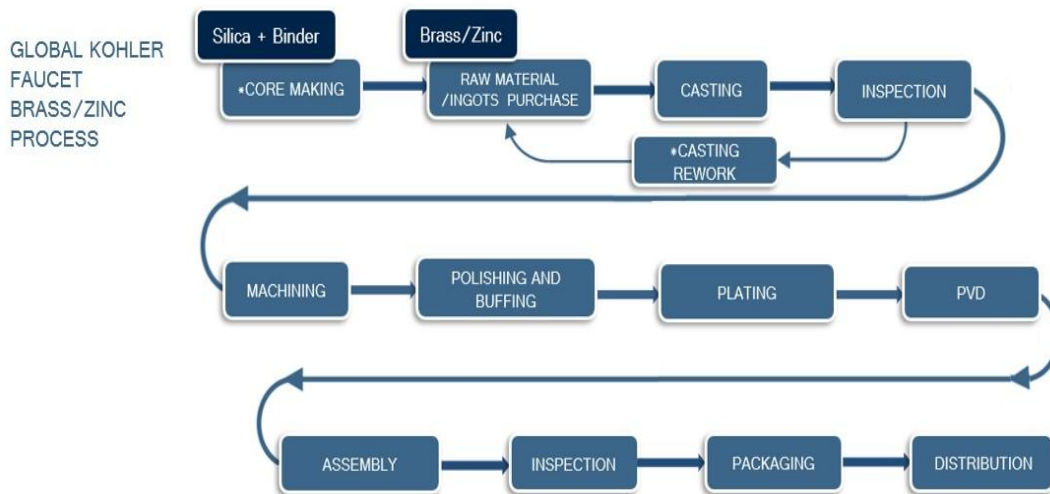 GLOBAL KOHLER
FAUCET
BRASS/ZINC
PROCESS
Silica + Binder
*CORE MAKING
Brass/Zinc
RAW MATERIAL
/INGOTS PURCHASE
CASTING
INSPECTION
*CASTING
REWORK
MACHINING
POLISHING AND
BUFFING
PLATING
PVD
ASSEMBLY
INSPECTION
PACKAGING
DISTRIBUTION